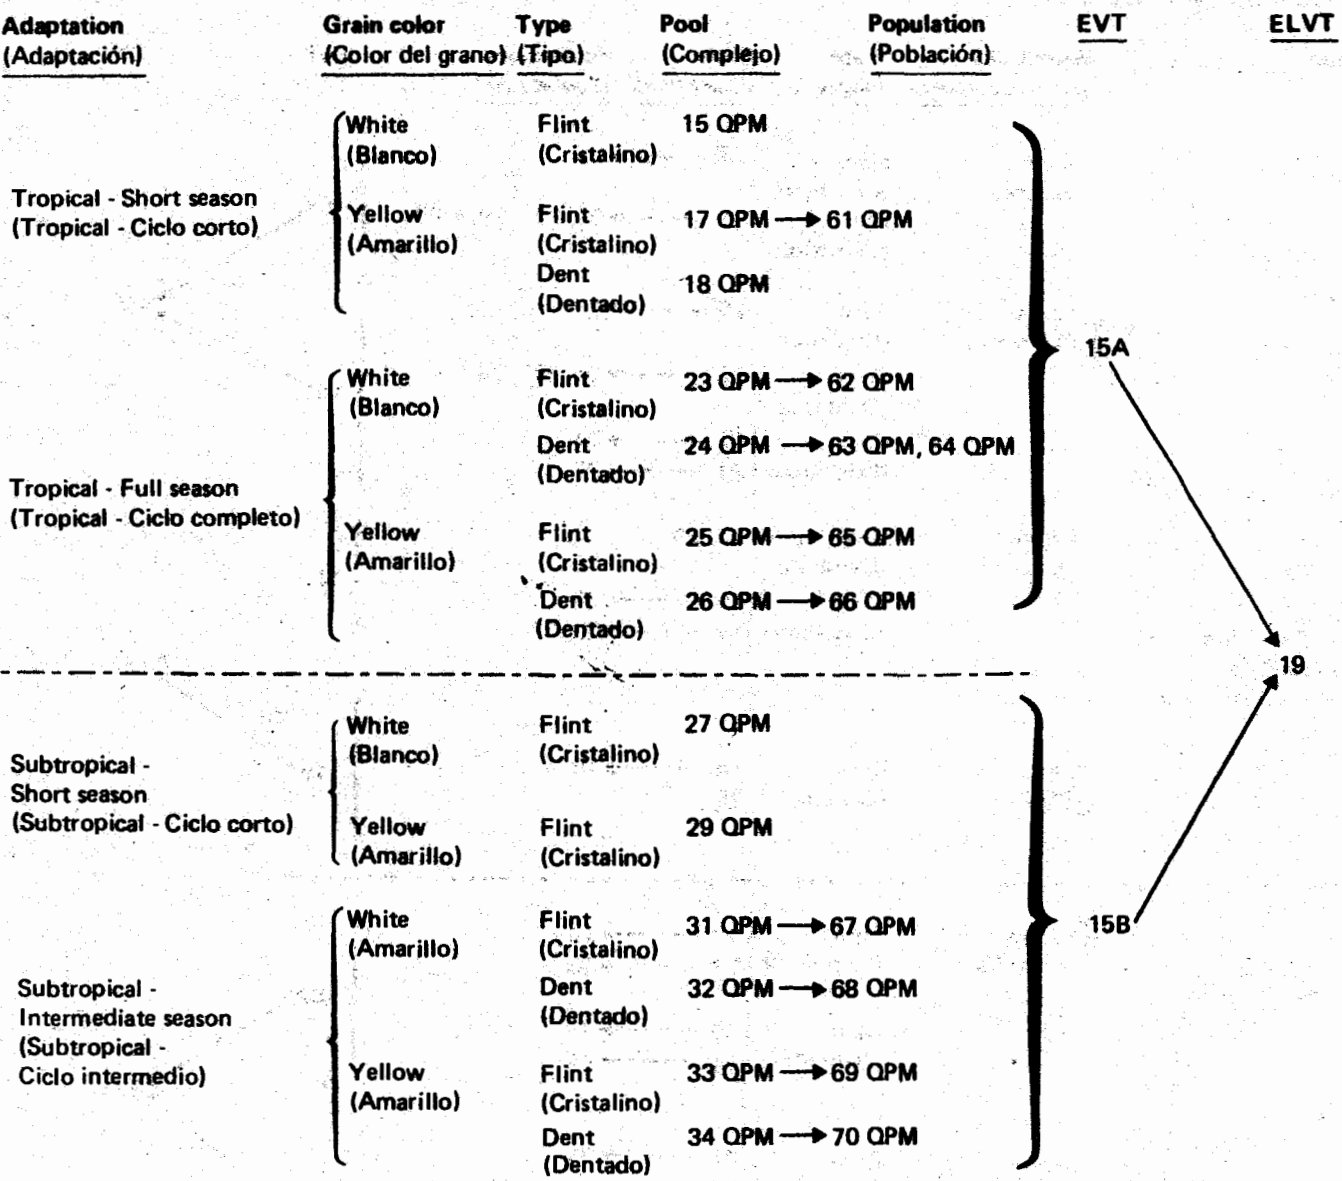 Adaptation Grain color Type Pool Population EVT ELVT
(Adaptación) (Color del grano) (Tipo) (Complejo) (Población)
White Flint 15 QPM
(Blanco) (Cristalino)
Tropical - Short season
(Tropical - Ciclo corto)
Yellow Flint 17 QPM 61 QPM
(Amarillo) (Cristalino)
Dent 18 QPM
(Dentado)
15A
White Flint 23 QPM 62 QPM
(Blanco) (Cristalino)
Dent 24 QPM 63 QPM, 64 QPM
(Dentado)
Tropical - Full season
(Tropical - Ciclo completo)
Yellow Flint 25 QPM 65 QPM
(Amarillo) (Cristalino)
Dent 26 QPM 66 QPM
(Dentado)
19
White Flint 27 QPM
(Blanco) (Cristalino)
Subtropical -
Short season
(Subtropical - Ciclo corto)
Yellow Flint 29 QPM
(Amarillo) (Cristalino)
White Flint 31 QPM 67 QPM 15B
(Amarillo) (Cristalino)
Dent 32 QPM 68 QPM
(Dentado)
Subtropical -
Intermediate season
(Subtropical -
Ciclo intermedio)
Yellow Flint 33 QPM 69 QPM
(Amarillo) (Cristalino)
Dent 34 QPM 70 QPM
(Dentado)